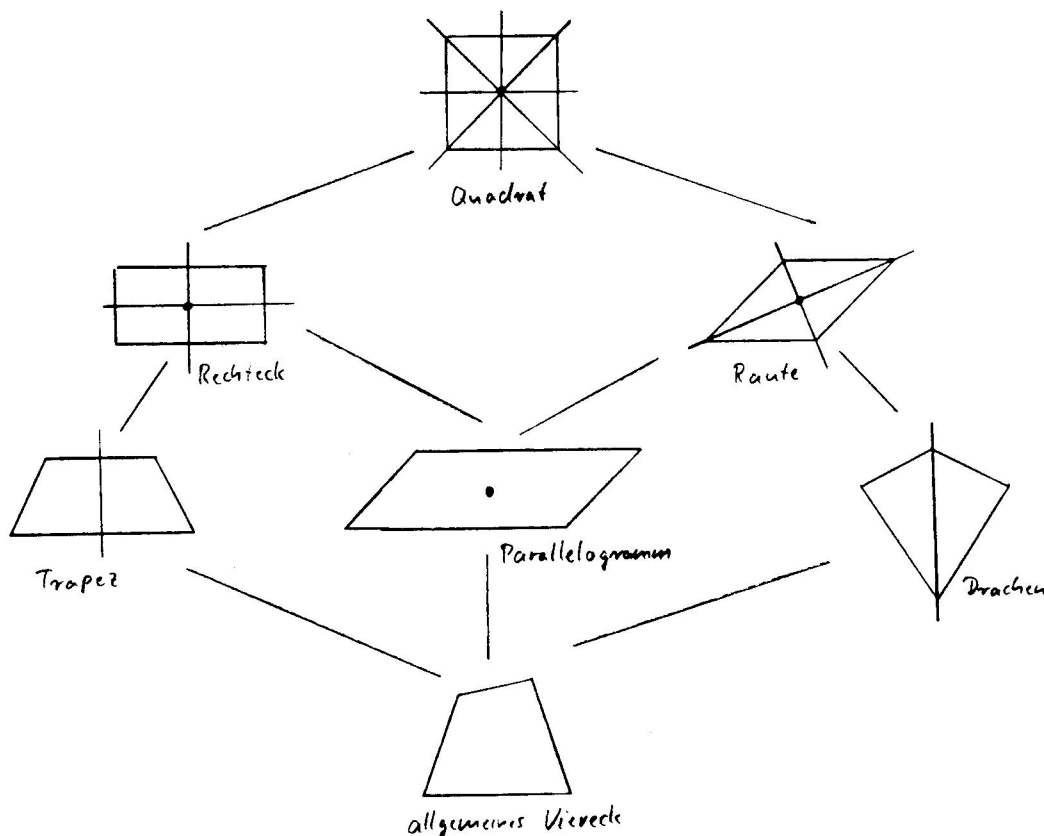 Quadrat
Rechteck
Raute
Trapez
Parallelogramm
Drachen
allgemeines Viereck